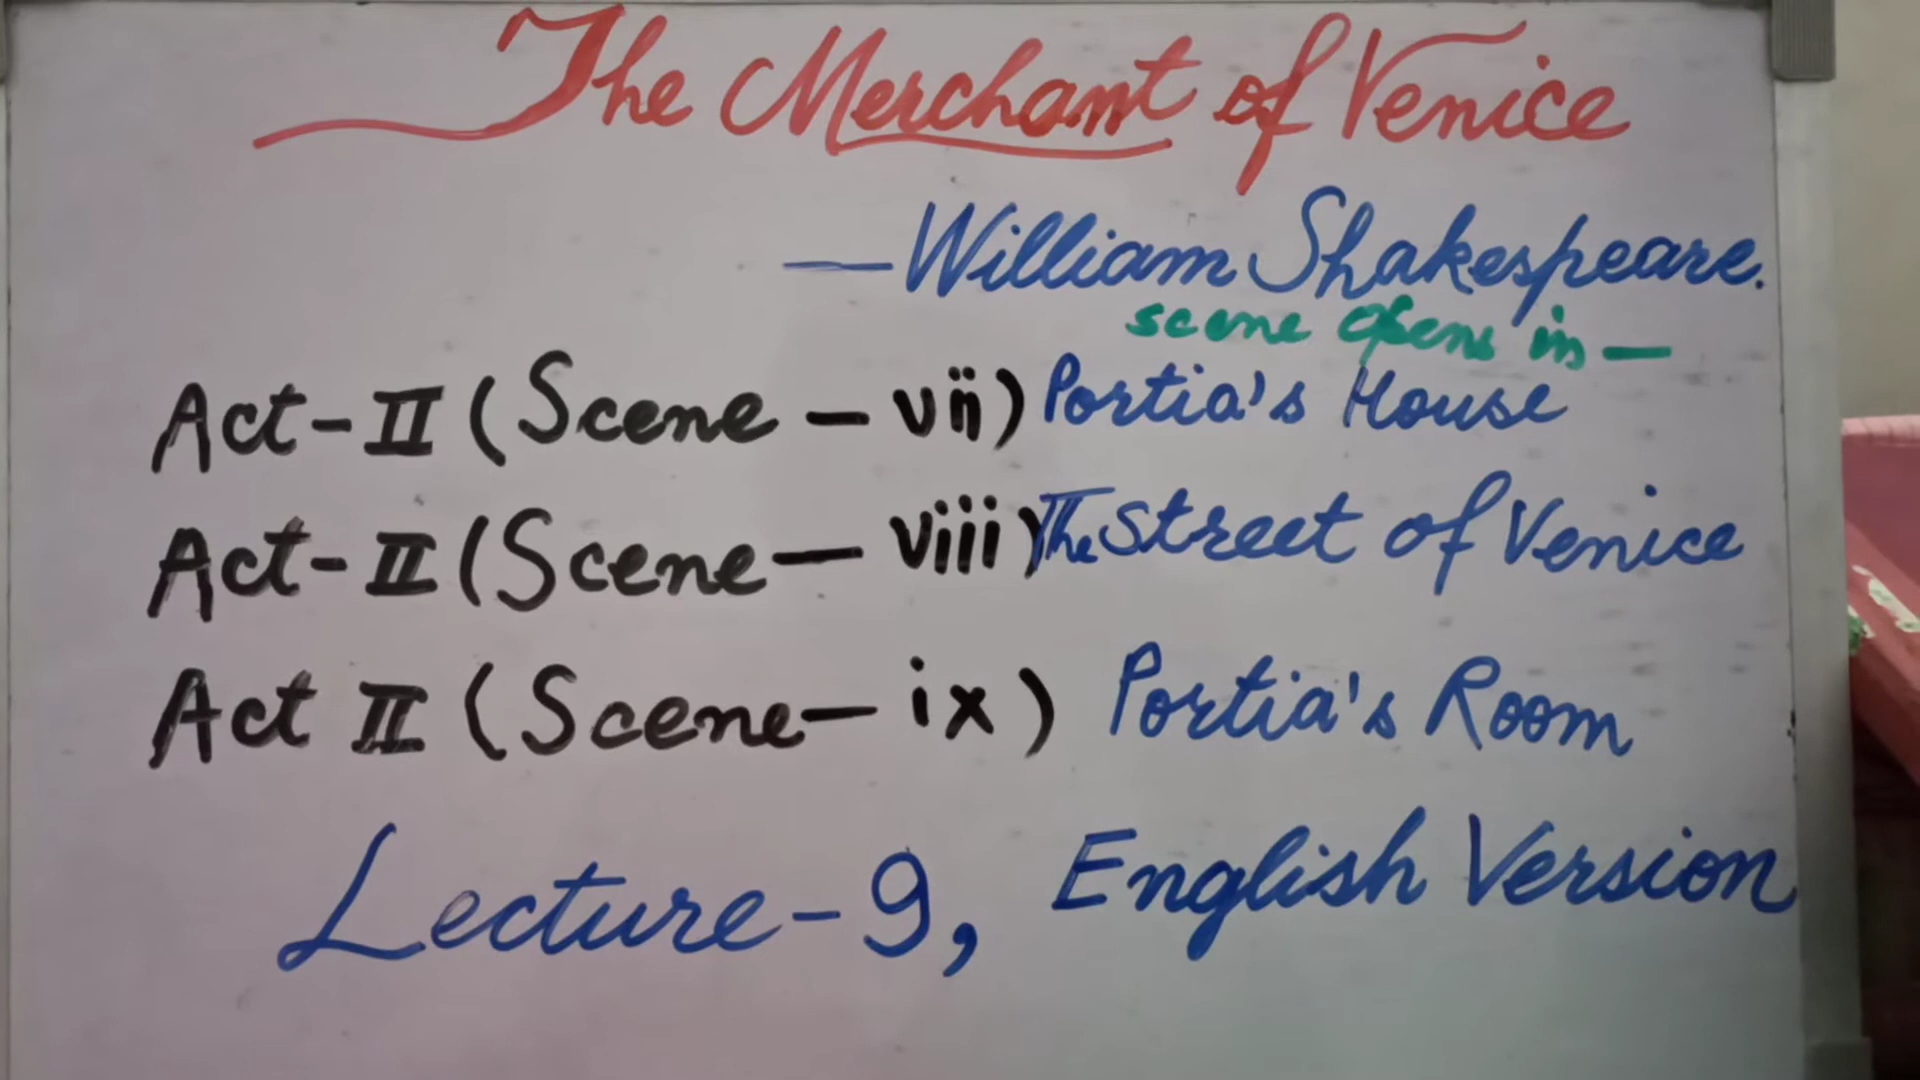 The Merchant of Venice
— William Shakespeare.
scene opens in —
Act-II (Scene - vii) Portia's House
Act-II (Scene - viii) The Street of Venice
Act II (Scene - ix) Portia's Room
Lecture-9, English Version